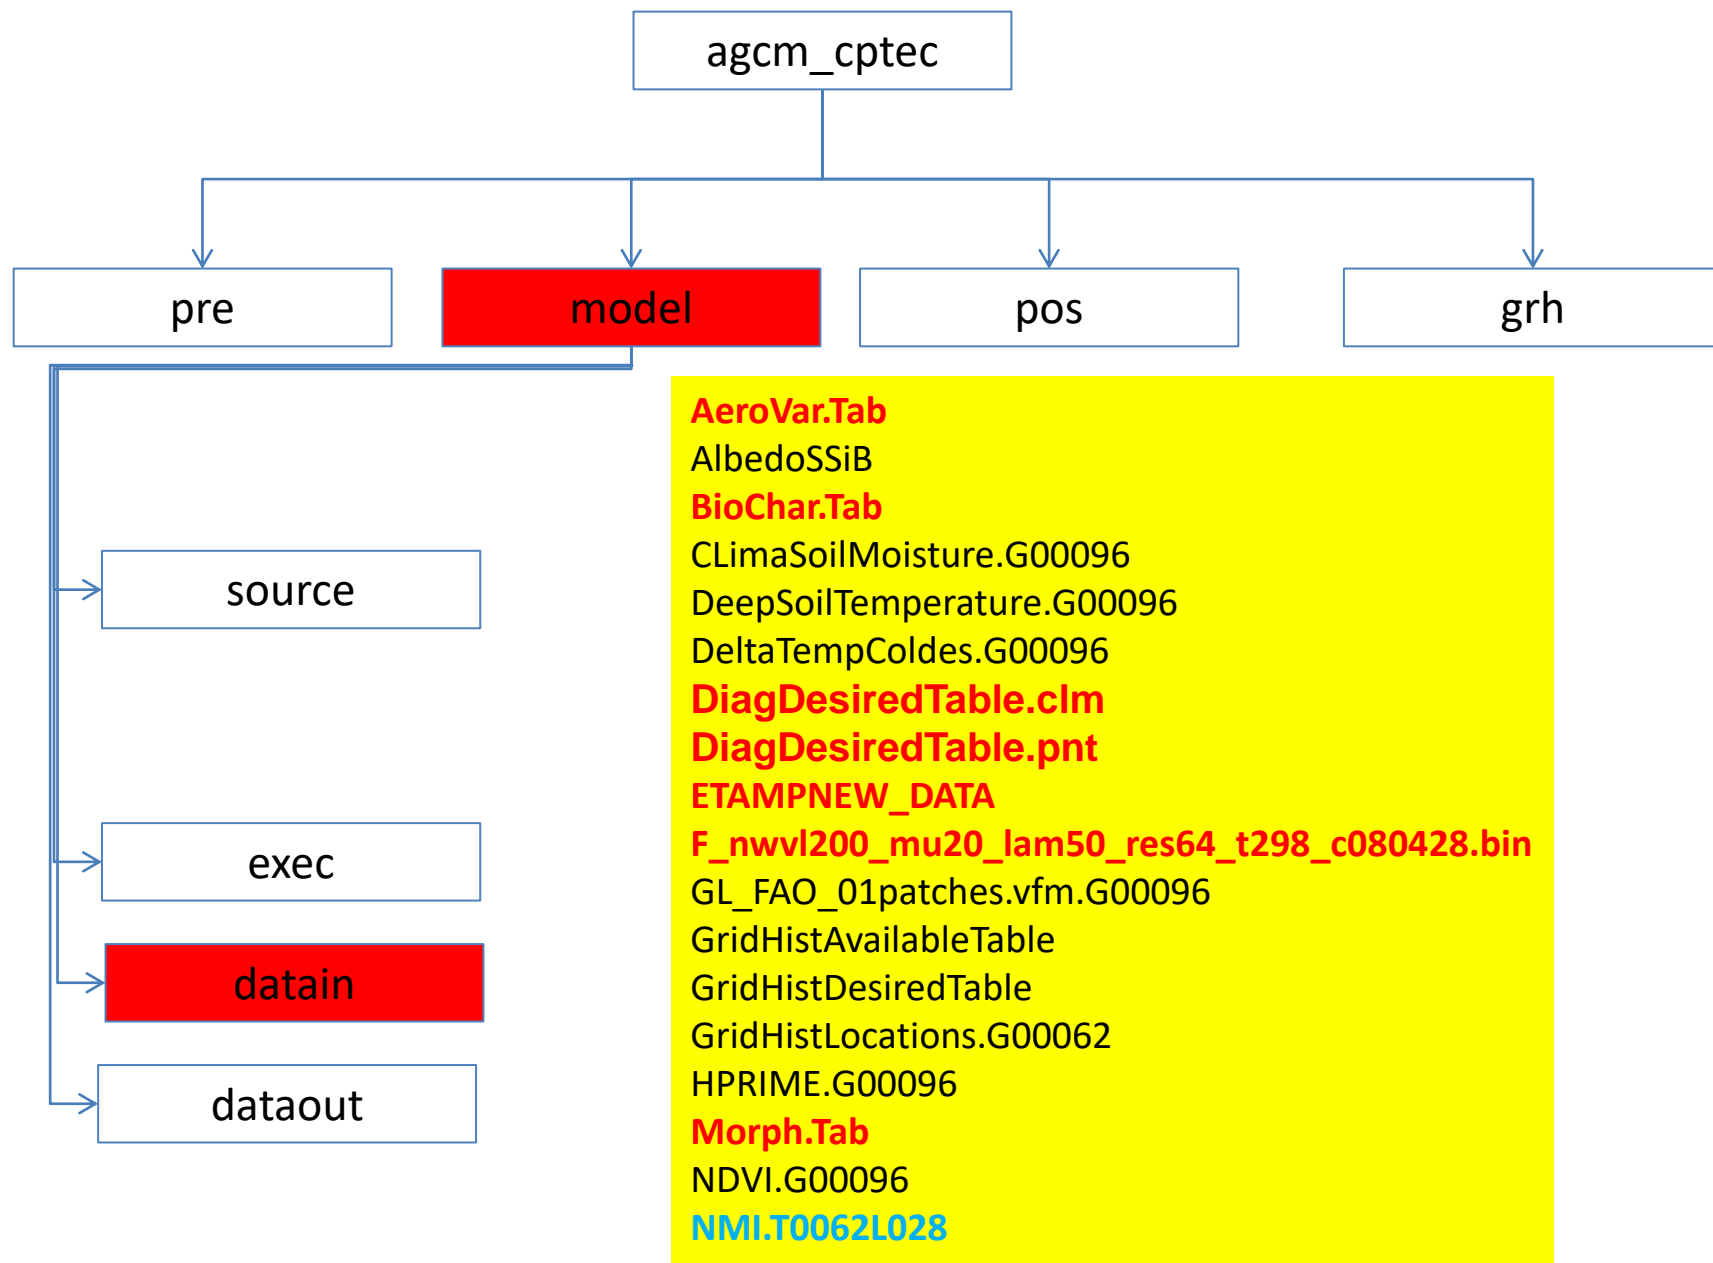 agcm_cptec
pre
model
pos
grh
source
exec
datain
dataout
AeroVar.Tab
AlbedoSSiB
BioChar.Tab
CLimaSoilMoisture.G00096
DeepSoilTemperature.G00096
DeltaTempColdes.G00096
DiagDesiredTable.clm
DiagDesiredTable.pnt
ETAMPNEW_DATA
F_nwvl200_mu20_lam50_res64_t298_c080428.bin
GL_FAO_01patches.vfm.G00096
GridHistAvailableTable
GridHistDesiredTable
GridHistLocations.G00062
HPRIME.G00096
Morph.Tab
NDVI.G00096
NMI.T0062L028